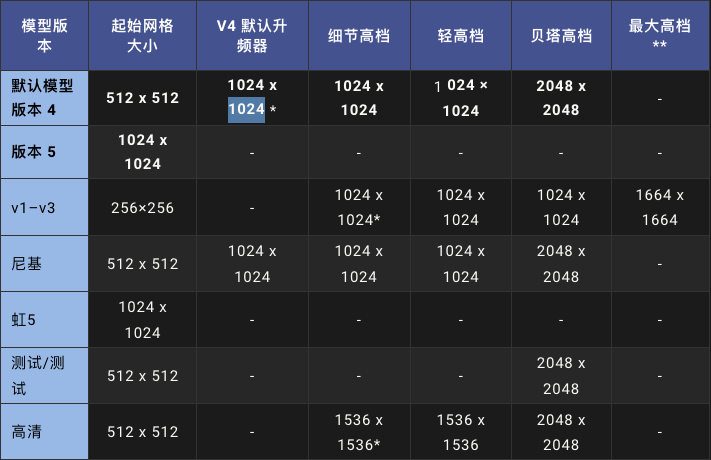 模型版本 起始网格大小 V4 默认升频器 细节高档 轻高档 贝塔高档 最大高档**
默认模型版本 4 512 x 512 1024 x 1024 * 1024 x 1024 1 024 × 1024 2048 x 2048 -
版本 5 1024 x 1024 - - - - -
v1–v3 256×256 - 1024 x 1024* 1024 x 1024 1024 x 1024 1664 x 1664
尼基 512 x 512 1024 x 1024 1024 x 1024 1024 x 1024 2048 x 2048 -
虹5 1024 x 1024 - - - - -
测试/测试 512 x 512 - - - 2048 x 2048 -
高清 512 x 512 - 1536 x 1536* 1536 x 1536 2048 x 2048 -